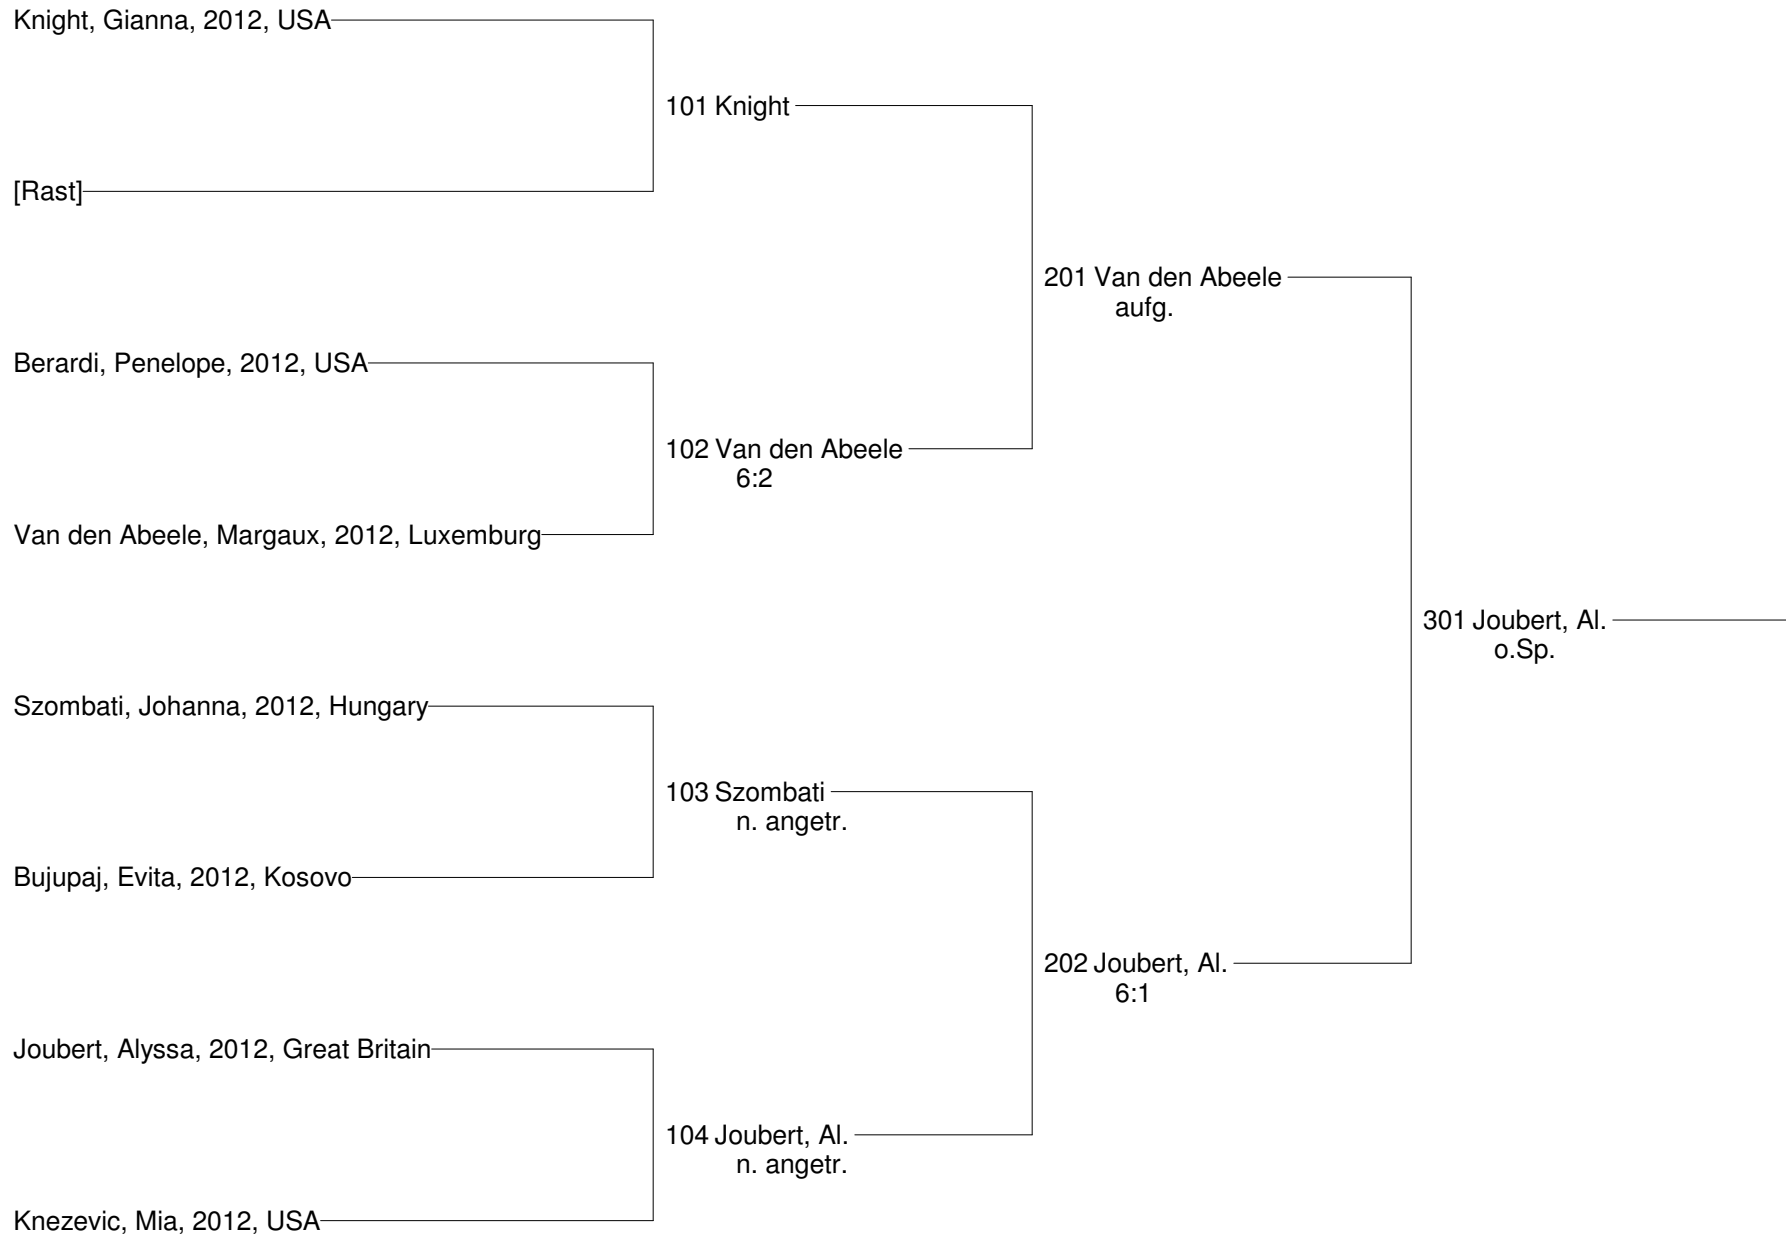 Knight, Gianna, 2012, USA
101 Knight
[Rast]
201 Van den Abeele
aufg.
Berardi, Penelope, 2012, USA
102 Van den Abeele
6:2
Van den Abeele, Margaux, 2012, Luxemburg
301 Joubert, Al.
o.Sp.
Szombati, Johanna, 2012, Hungary
103 Szombati
n. angetr.
Bujupaj, Evita, 2012, Kosovo
202 Joubert, Al.
6:1
Joubert, Alyssa, 2012, Great Britain
104 Joubert, Al.
n. angetr.
Knezevic, Mia, 2012, USA